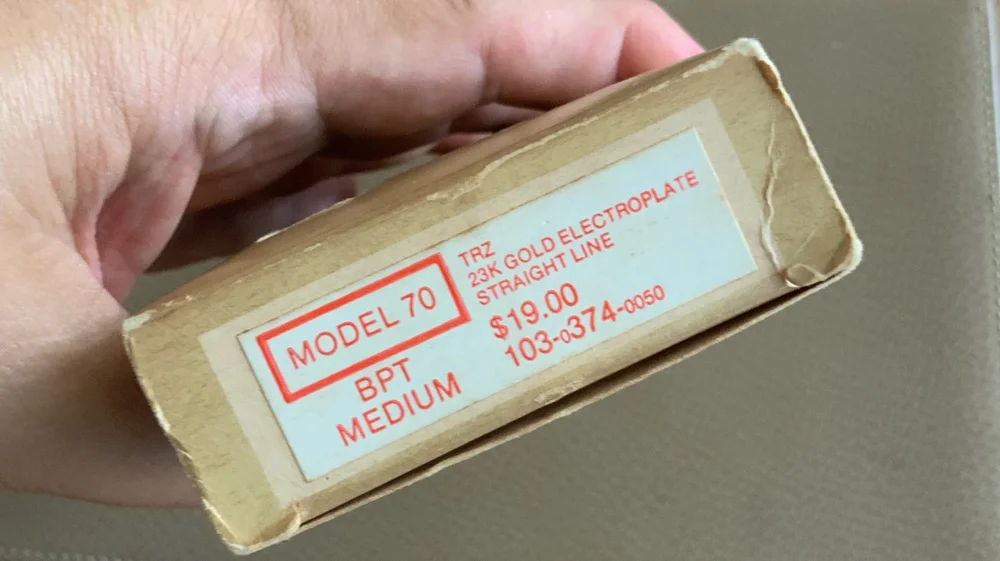 MODEL 70
BPT
MEDIUM
TRZ
23K GOLD ELECTROPLATE
STRAIGHT LINE
$19.00
103-0374-0050